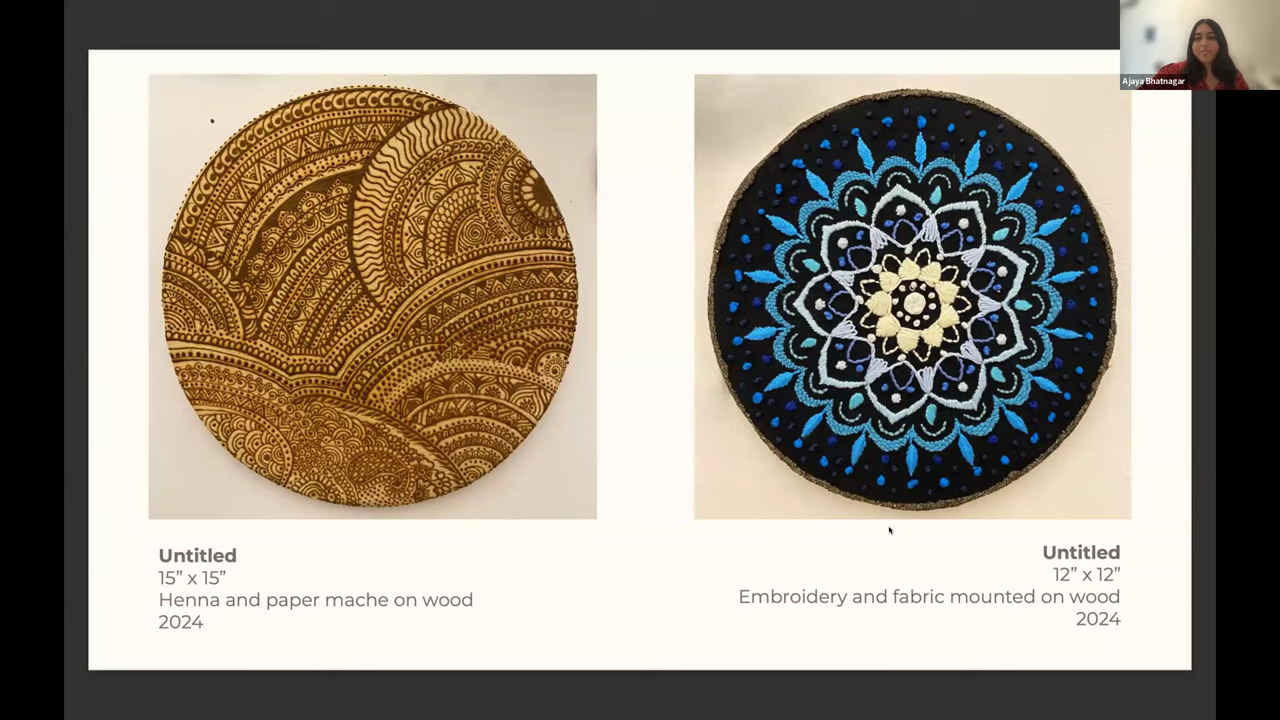 Ajaya Bhatnagar
Untitled
15” x 15”
Henna and paper mache on wood
2024
Untitled
12” x 12”
Embroidery and fabric mounted on wood
2024